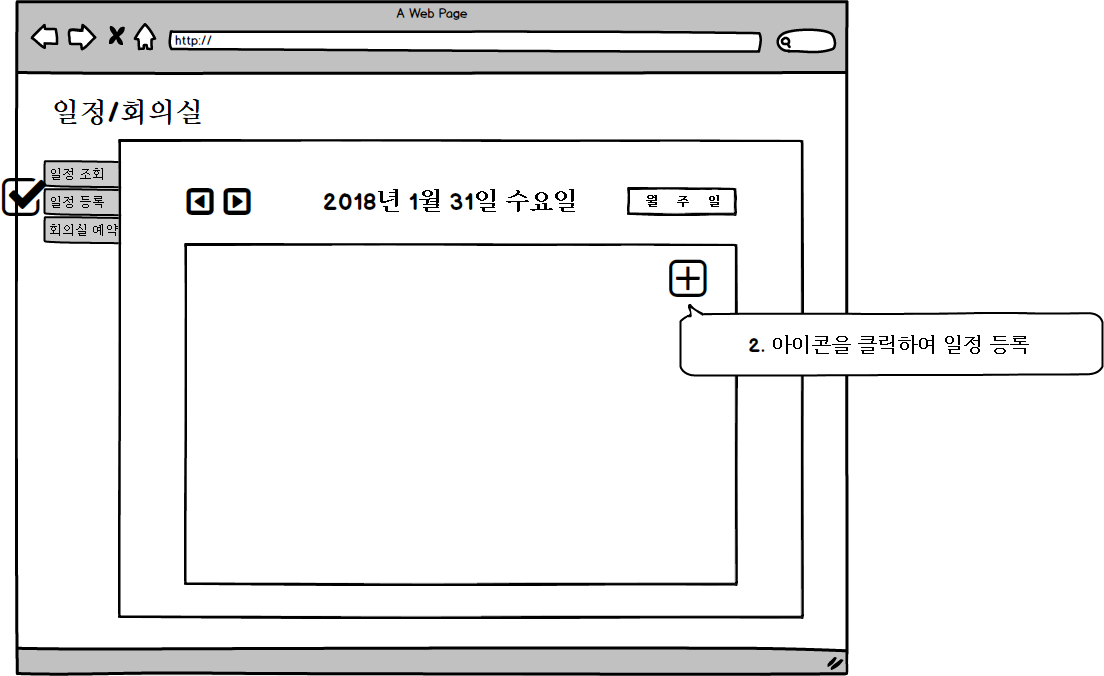 A Web Page
http://
일정/회의실
일정 조회
일정 등록
회의실 예약
2018년 1월 31일 수요일
월 주 일
2. 아이콘을 클릭하여 일정 등록